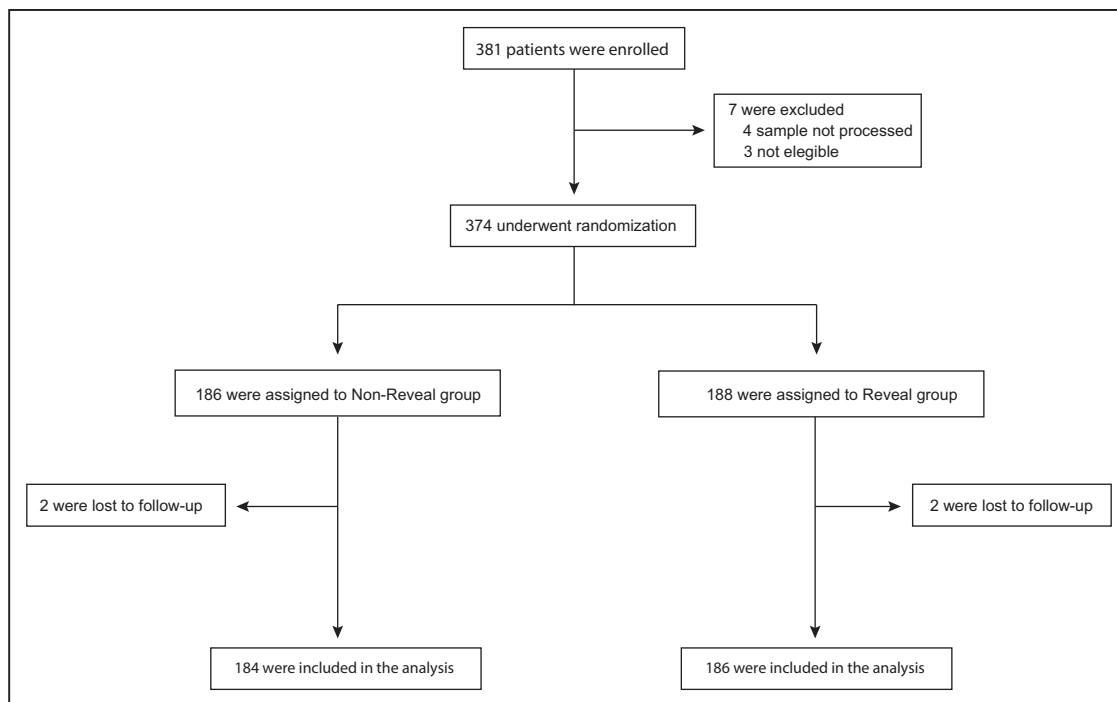 381 patients were enrolled
7 were excluded
4 sample not processed
3 not elegible
374 underwent randomization
186 were assigned to Non-Reveal group
188 were assigned to Reveal group
2 were lost to follow-up
2 were lost to follow-up
184 were included in the analysis
186 were included in the analysis